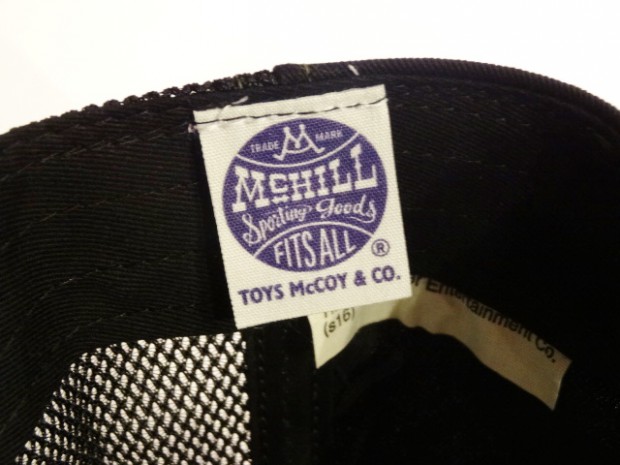 TRADE M MARK
McHILL
Sporting Goods
FITS ALL
®
TOYS McCOY & CO.
Entertainment Co.
(s16)